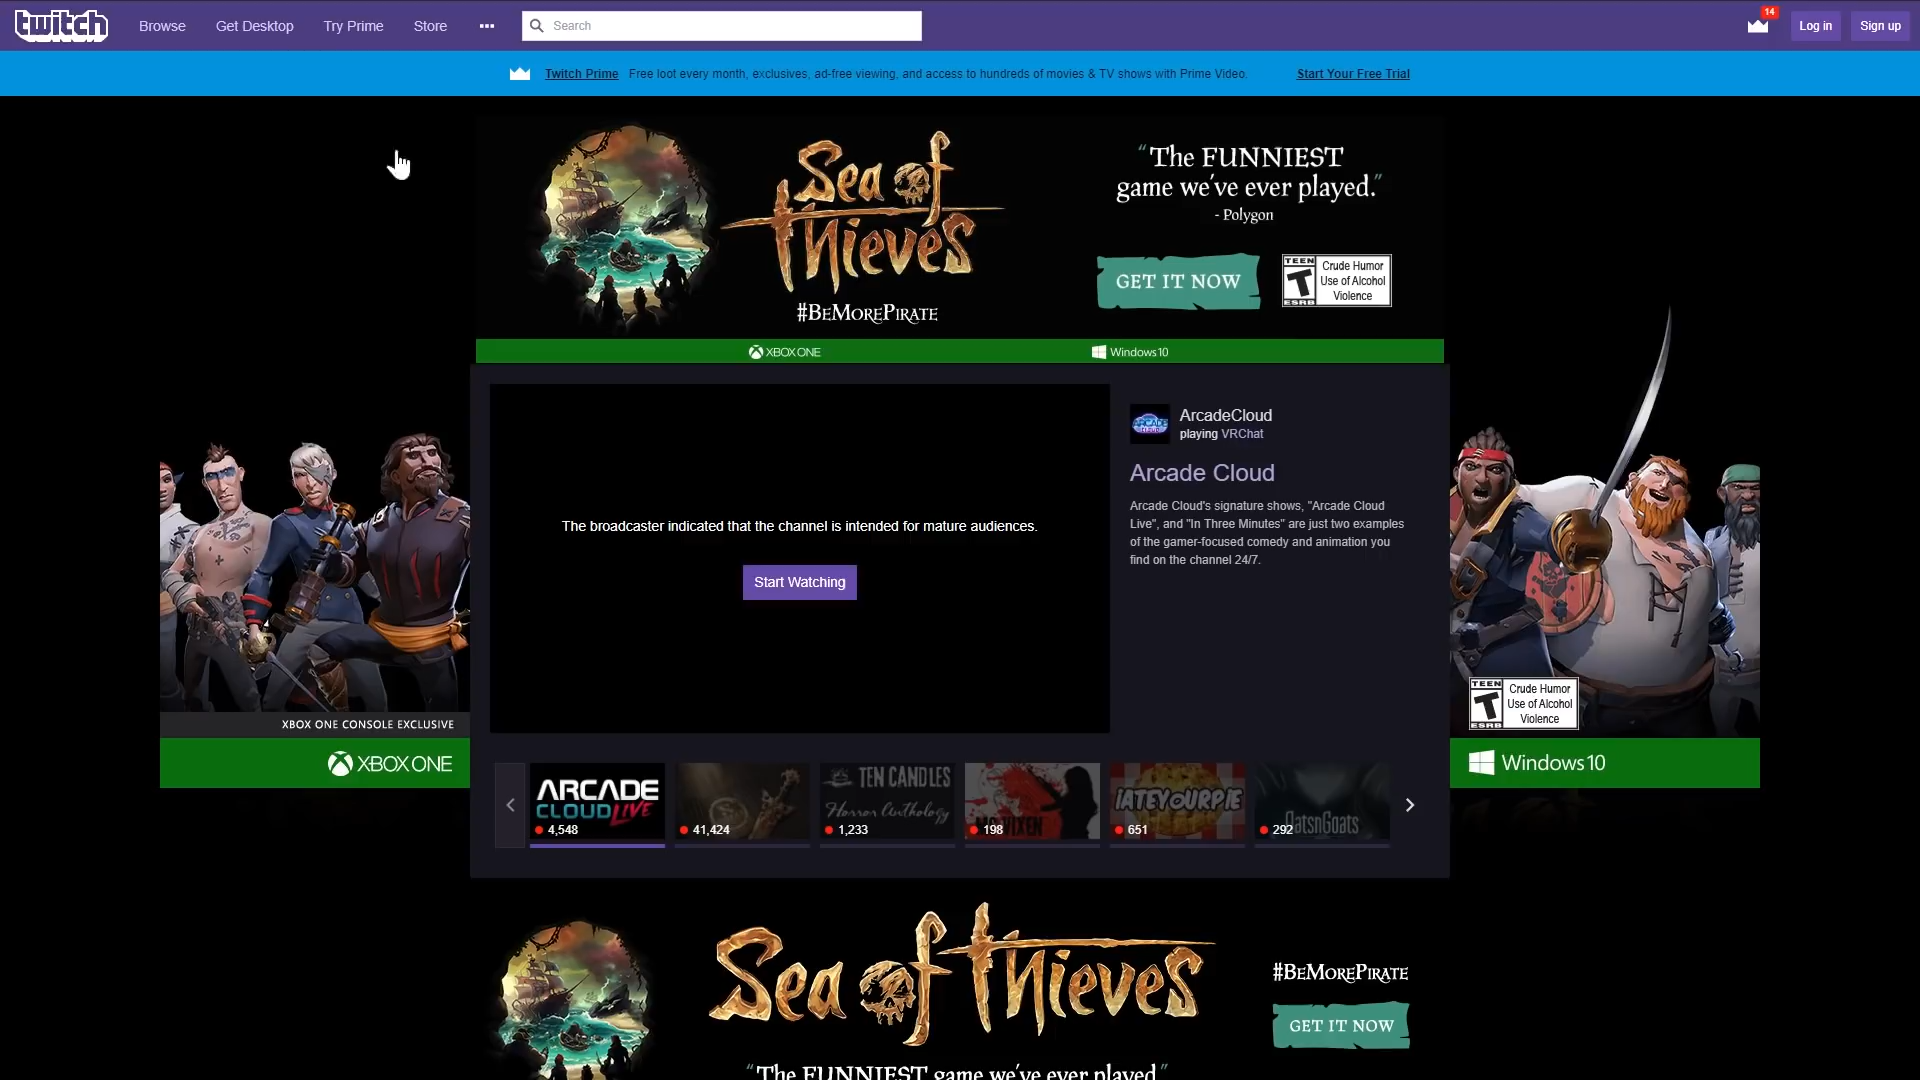 twitch
Browse
Get Desktop
Try Prime
Store
Search
14
Log in
Sign up
Twitch Prime Free loot every month, exclusives, ad-free viewing, and access to hundreds of movies & TV shows with Prime Video.
Start Your Free Trial
Sea of Thieves
#BeMorePirate
“The FUNNIEST
game we've ever played.”
- Polygon
GET IT NOW
TEEN
T
ESRB
Crude Humor
Use of Alcohol
Violence
XBOX ONE
Windows 10
The broadcaster indicated that the channel is intended for mature audiences.
Start Watching
ArcadeCloud
playing VRChat
Arcade Cloud
Arcade Cloud's signature shows, "Arcade Cloud
Live", and "In Three Minutes" are just two examples
of the gamer-focused comedy and animation you
find on the channel 24/7.
XBOX ONE CONSOLE EXCLUSIVE
XBOX ONE
TEEN
T
ESRB
Crude Humor
Use of Alcohol
Violence
Windows 10
ARCADE
CLOUD LIVE
4,548
41,424
TEN CANDLES
Horror Anthology
1,233
198
IATEYOURPIE
651
292
Sea of Thieves
#BeMorePirate
GET IT NOW
“The FUNNIEST game we've ever played.”